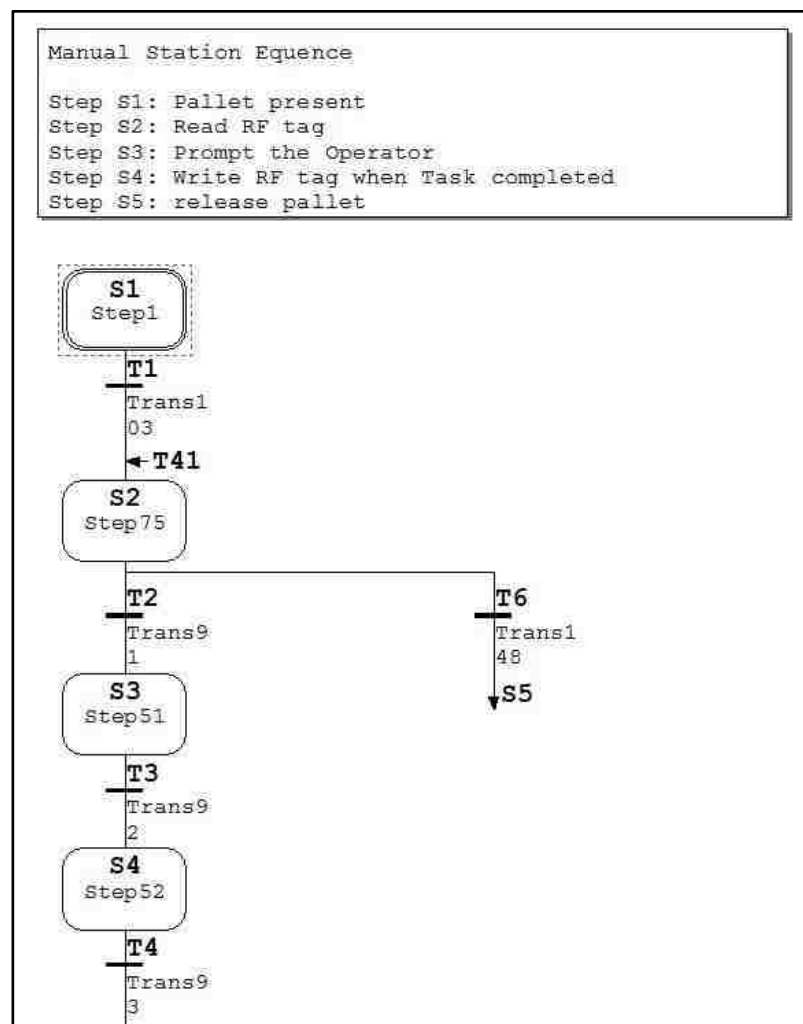 Manual Station Equence
Step S1: Pallet present
Step S2: Read RF tag
Step S3: Prompt the Operator
Step S4: Write RF tag when Task completed
Step S5: release pallet
S1
Step1
T1
Trans1
03
T41
S2
Step75
T2
Trans9
1
T6
Trans1
48
S5
S3
Step51
T3
Trans9
2
S4
Step52
T4
Trans9
3